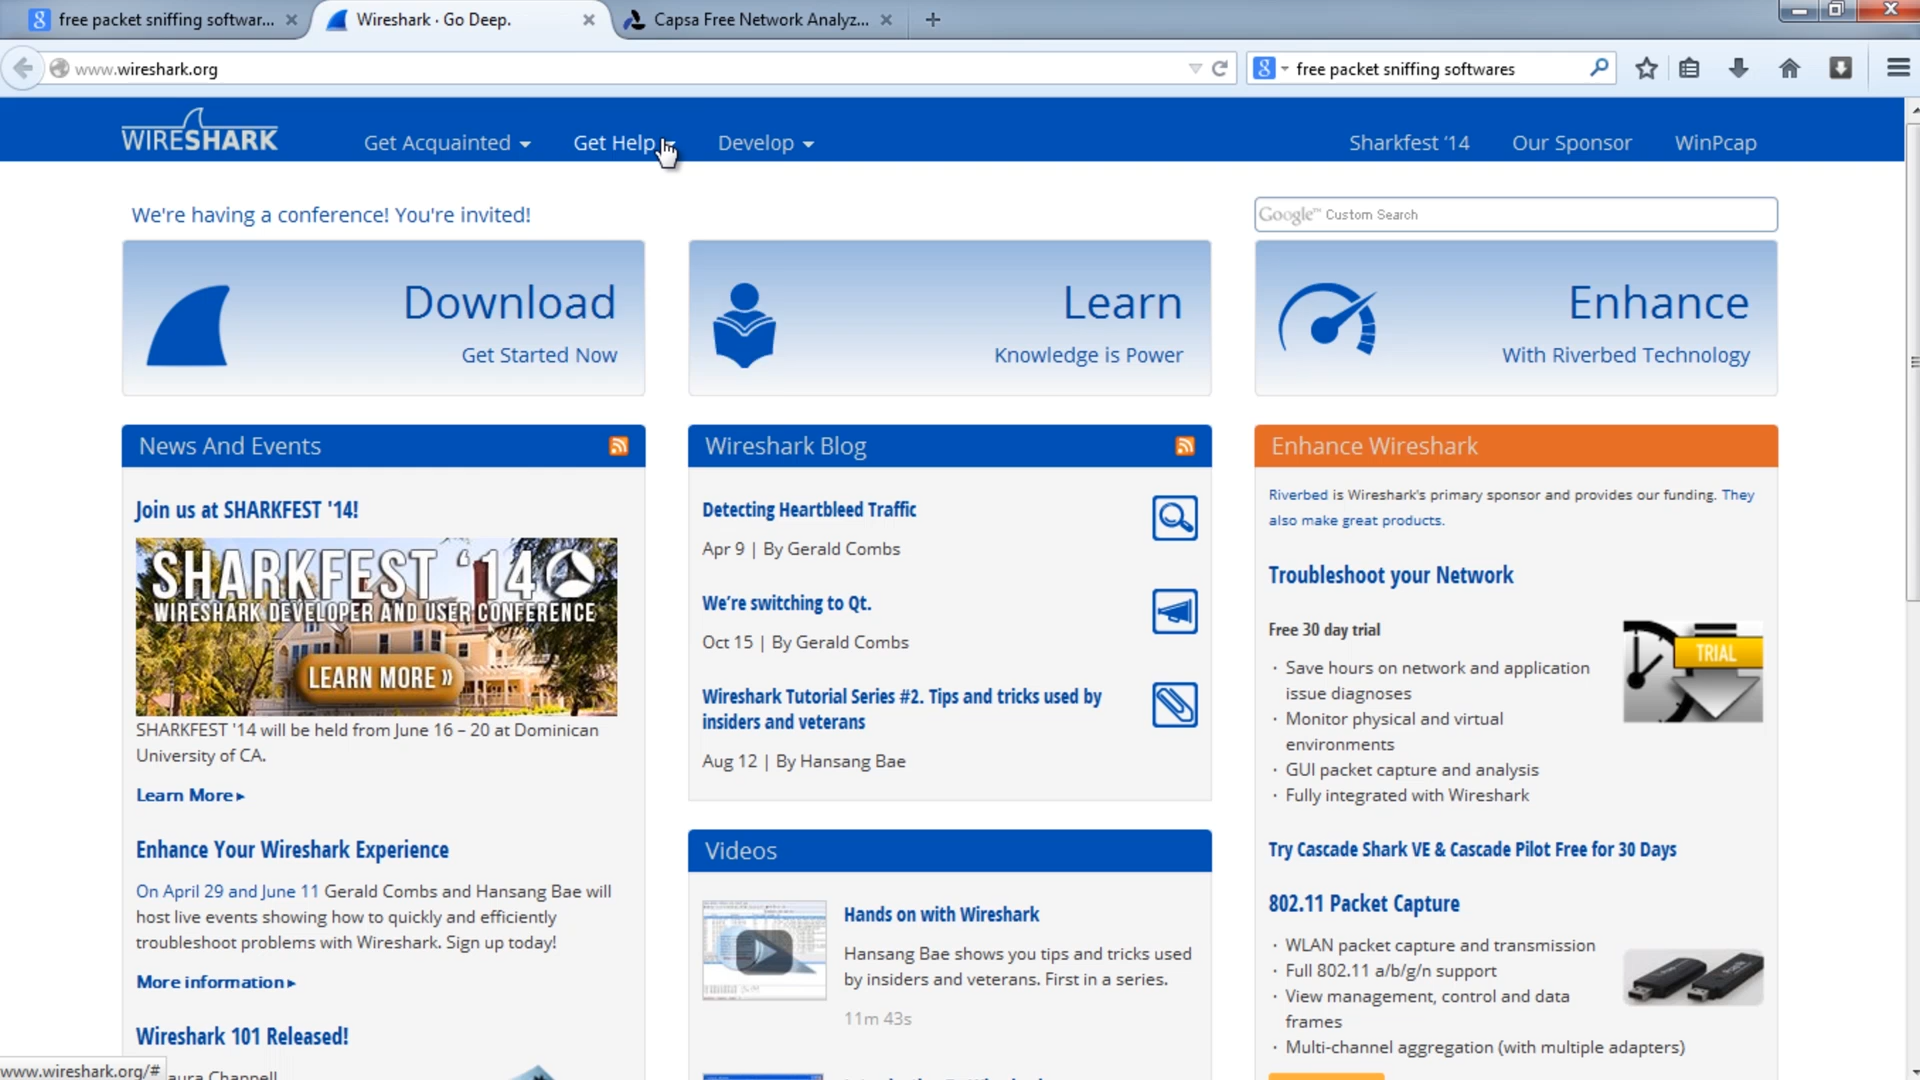 free packet sniffing softwar...
Wireshark · Go Deep.
Capsa Free Network Analyz...
www.wireshark.org
free packet sniffing softwares
WIRESHARK
Get Acquainted
Get Help
Develop
Sharkfest '14
Our Sponsor
WinPcap
We're having a conference! You're invited!
Google™ Custom Search
Download
Get Started Now
Learn
Knowledge is Power
Enhance
With Riverbed Technology
News And Events
Join us at SHARKFEST '14!
SHARKFEST '14
WIRESHARK DEVELOPER AND USER CONFERENCE
LEARN MORE »
SHARKFEST '14 will be held from June 16 – 20 at Dominican
University of CA.
Learn More ▸
Enhance Your Wireshark Experience
On April 29 and June 11 Gerald Combs and Hansang Bae will
host live events showing how to quickly and efficiently
troubleshoot problems with Wireshark. Sign up today!
More information ▸
Wireshark 101 Released!
Laura Chappell
www.wireshark.org/#
Wireshark Blog
Detecting Heartbleed Traffic
Apr 9 | By Gerald Combs
We're switching to Qt.
Oct 15 | By Gerald Combs
Wireshark Tutorial Series #2. Tips and tricks used by
insiders and veterans
Aug 12 | By Hansang Bae
Videos
Hands on with Wireshark
Hansang Bae shows you tips and tricks used
by insiders and veterans. First in a series.
11m 43s
Enhance Wireshark
Riverbed is Wireshark's primary sponsor and provides our funding. They
also make great products.
Troubleshoot your Network
Free 30 day trial
· Save hours on network and application
issue diagnoses
· Monitor physical and virtual
environments
· GUI packet capture and analysis
· Fully integrated with Wireshark
TRIAL
Try Cascade Shark VE & Cascade Pilot Free for 30 Days
802.11 Packet Capture
· WLAN packet capture and transmission
· Full 802.11 a/b/g/n support
· View management, control and data
frames
· Multi-channel aggregation (with multiple adapters)